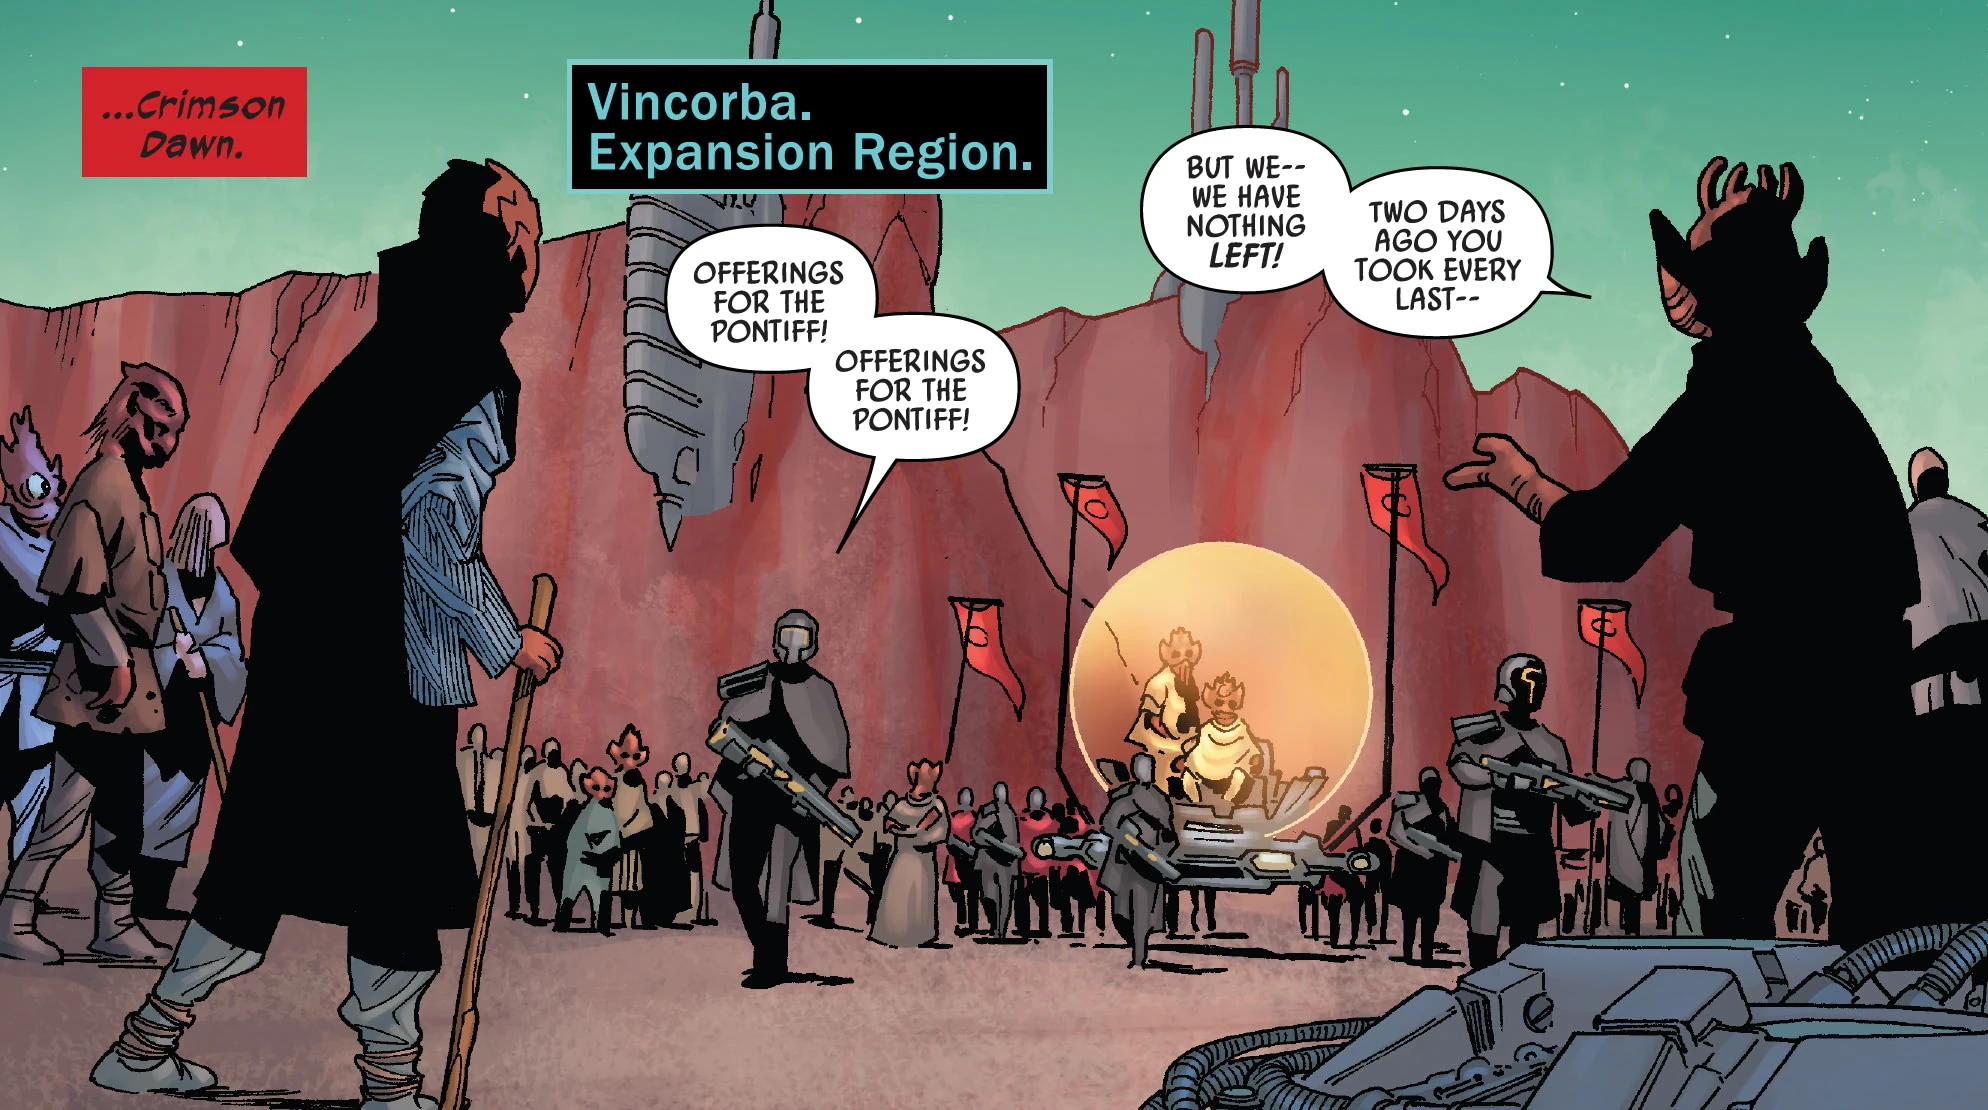 ...Crimson
Dawn.
Vincorba.
Expansion Region.
OFFERINGS
FOR THE
PONTIFF!
OFFERINGS
FOR THE
PONTIFF!
BUT WE--
WE HAVE
NOTHING
LEFT!
TWO DAYS
AGO YOU
TOOK EVERY
LAST--